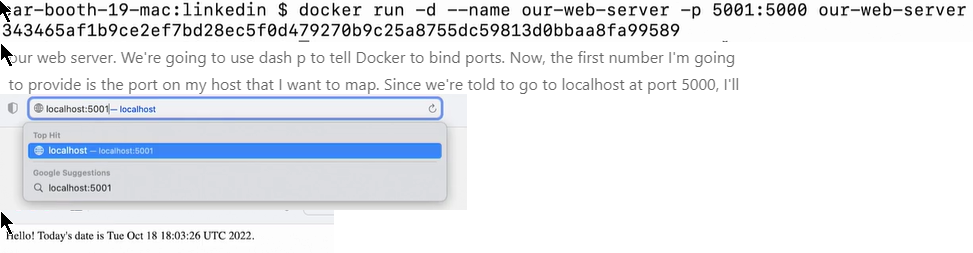 ear-booth-19-mac:linkedin $ docker run -d --name our-web-server -p 5001:5000 our-web-server
343465af1b9ce2ef7bd28ec5f0d479270b9c25a8755dc59813d0bbaa8fa99589
our web server. We're going to use dash p to tell Docker to bind ports. Now, the first number I'm going
to provide is the port on my host that I want to map. Since we're told to go to localhost at port 5000, I'll
localhost:5001 — localhost
Top Hit
localhost — localhost:5001
Google Suggestions
localhost:5001
Hello! Today's date is Tue Oct 18 18:03:26 UTC 2022.